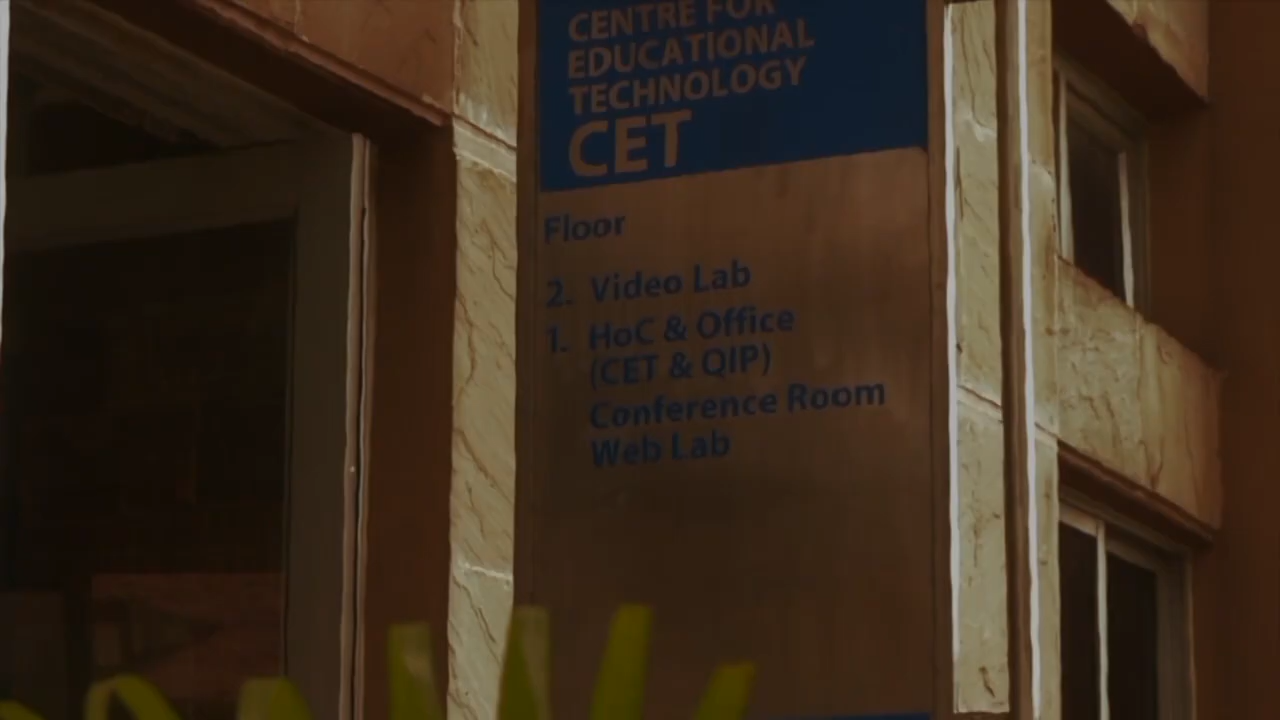 CENTRE FOR
EDUCATIONAL
TECHNOLOGY
CET
Floor
2. Video Lab
1. HoC & Office
(CET & QIP)
Conference Room
Web Lab